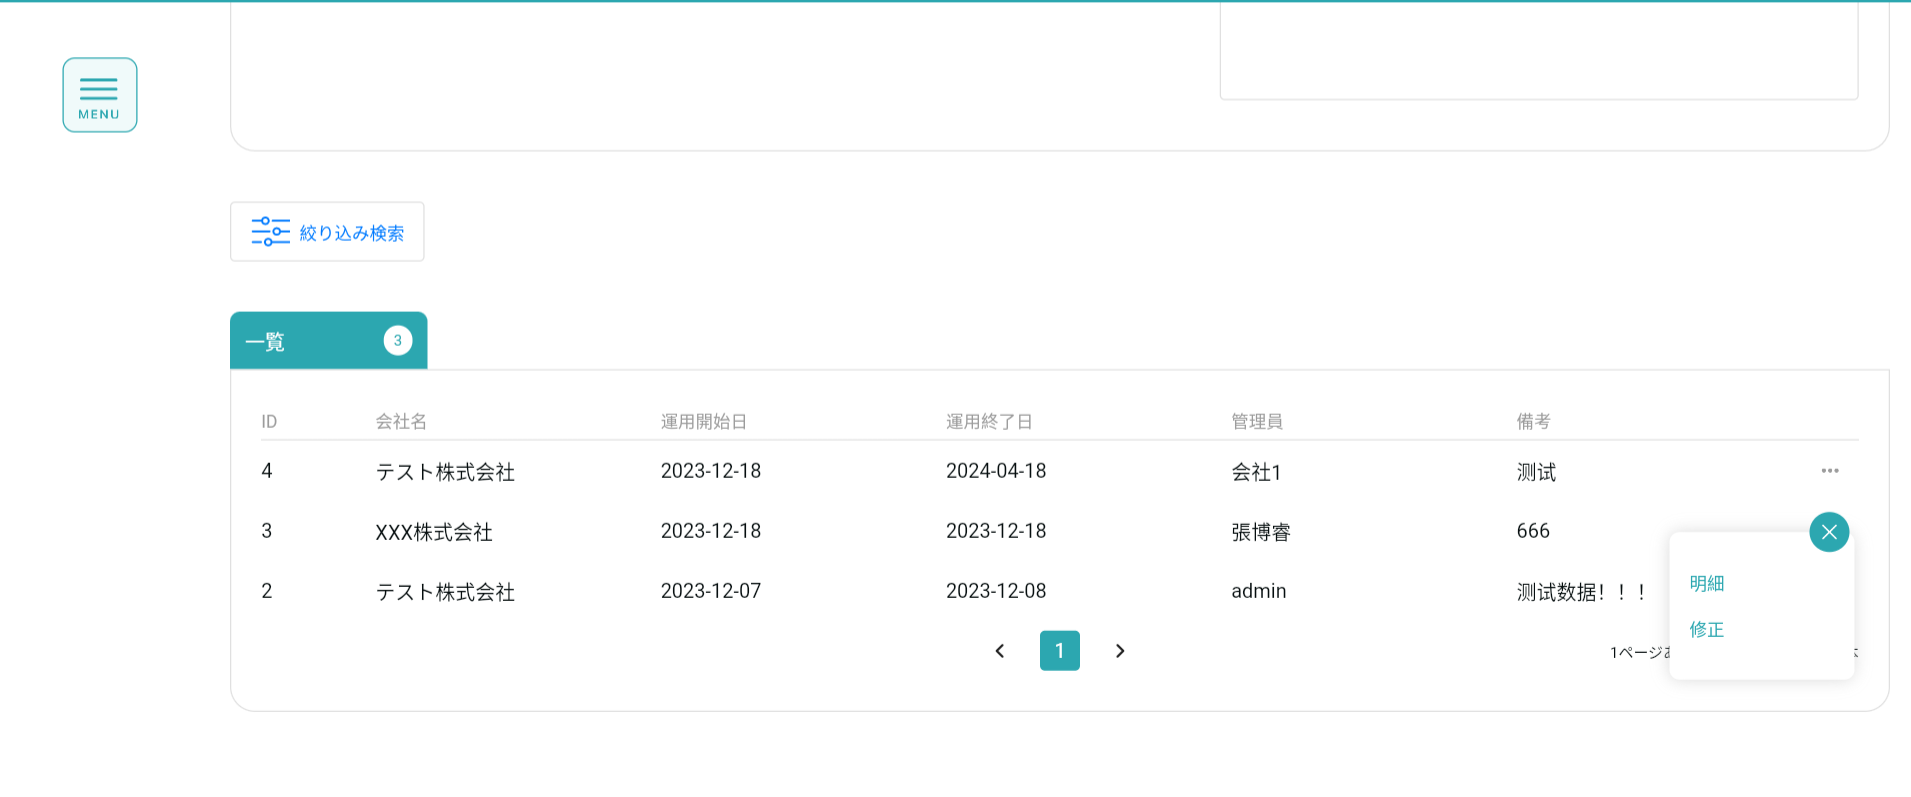 MENU
絞り込み検索
一覧 3
ID 会社名 運用開始日 運用終了日 管理員 備考
4 テスト株式会社 2023-12-18 2024-04-18 会社1 测试 •••
3 XXX株式会社 2023-12-18 2023-12-18 張博睿 666
2 テスト株式会社 2023-12-07 2023-12-08 admin 测试数据！！！
明細
修正
1
1ページ